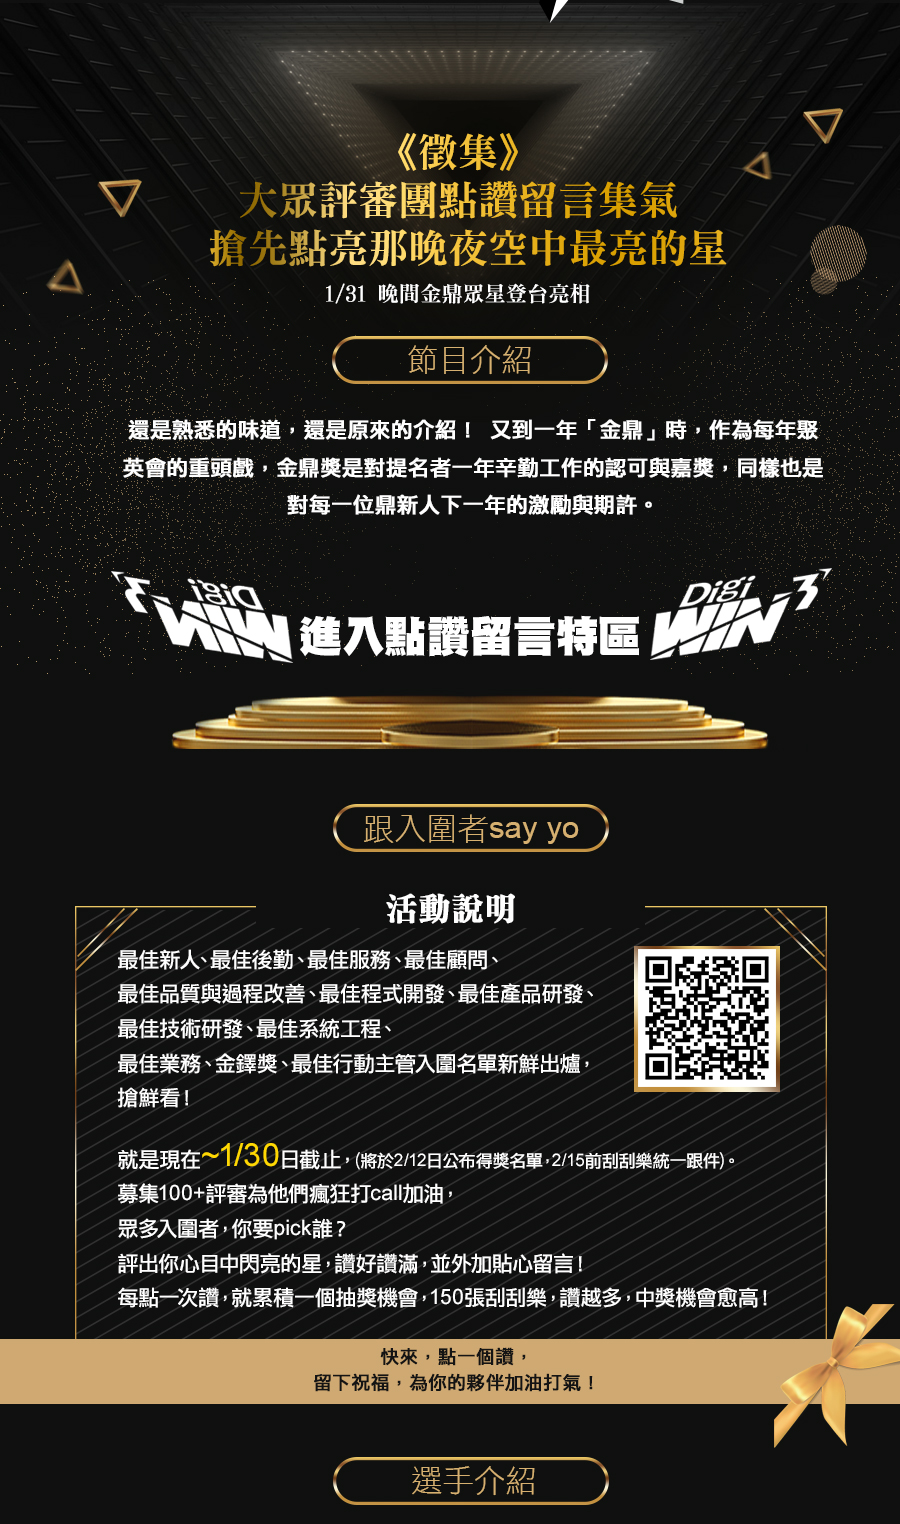 《徵集》
大眾評審團點讚留言集氣
搶先點亮那晚夜空中最亮的星
1/31 晚間金鼎眾星登台亮相
節目介紹
還是熟悉的味道，還是原來的介紹！ 又到一年「金鼎」時，作為每年聚
英會的重頭戲，金鼎獎是對提名者一年辛勤工作的認可與嘉獎，同樣也是
對每一位鼎新人下一年的激勵與期許。
Digi WIN 3
進入點讚留言特區
Digi WIN 3
跟入圍者say yo
活動說明
最佳新人、最佳後勤、最佳服務、最佳顧問、
最佳品質與過程改善、最佳程式開發、最佳產品研發、
最佳技術研發、最佳系統工程、
最佳業務、金鐸獎、最佳行動主管入圍名單新鮮出爐，
搶鮮看！
就是現在~1/30日截止，(將於2/12日公布得獎名單，2/15前刮刮樂統一跟件)。
募集100+評審為他們瘋狂打call加油，
眾多入圍者，你要pick誰？
評出你心目中閃亮的星，讚好讚滿，並外加貼心留言！
每點一次讚，就累積一個抽獎機會，150張刮刮樂，讚越多，中獎機會愈高！
快來，點一個讚，
留下祝福，為你的夥伴加油打氣！
選手介紹